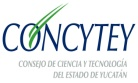 CONCYTEY
CONSEJO DE CIENCIA Y TECNOLOGÍA
DEL ESTADO DE YUCATÁN